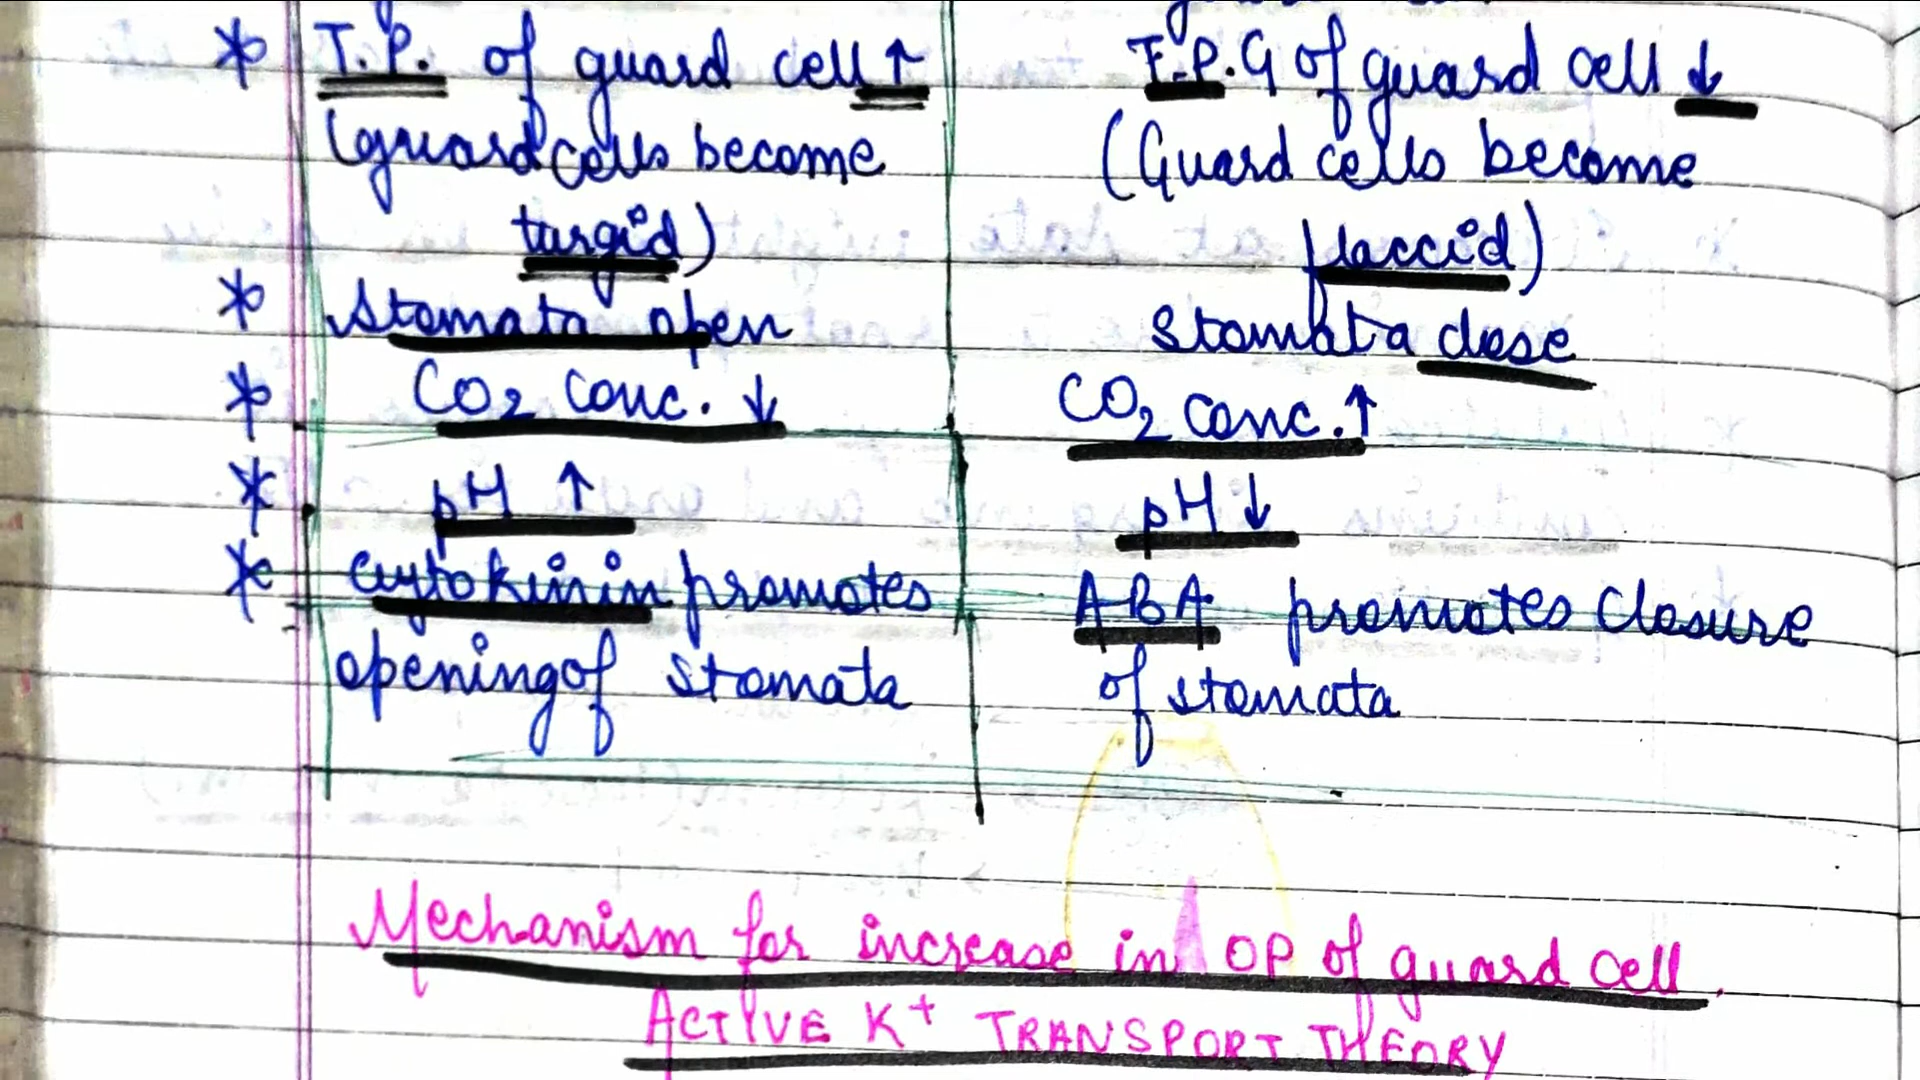 * T.P. of guard cell ↑
(guard cells become
turgid)
* Stomata open
* CO2 conc. ↓
* pH ↑
* Cytokinin promotes
opening of stomata
T.P.G of guard cell ↓
(Guard cells become
flaccid)
Stomata close
CO2 conc. ↑
pH ↓
ABA promotes closure
of stomata
Mechanism for increase in OP of guard cell.
ACTIVE K+ TRANSPORT THEORY